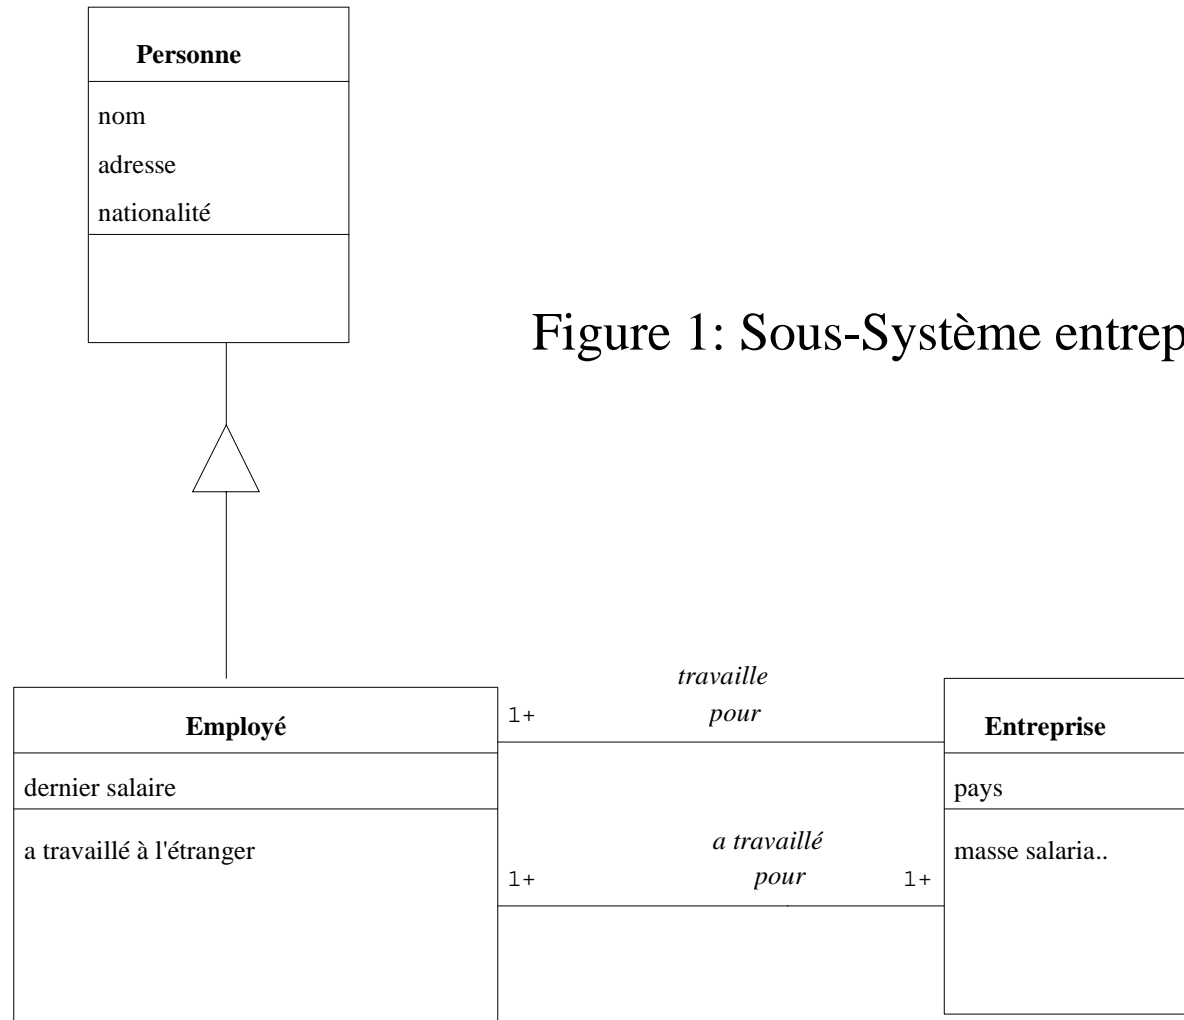 Personne
nom
adresse
nationalité
Figure 1: Sous-Système entrep
travaille
pour
1+
Employé
Entreprise
dernier salaire
pays
a travaillé à l'étranger
masse salaria..
a travaillé
pour
1+
1+